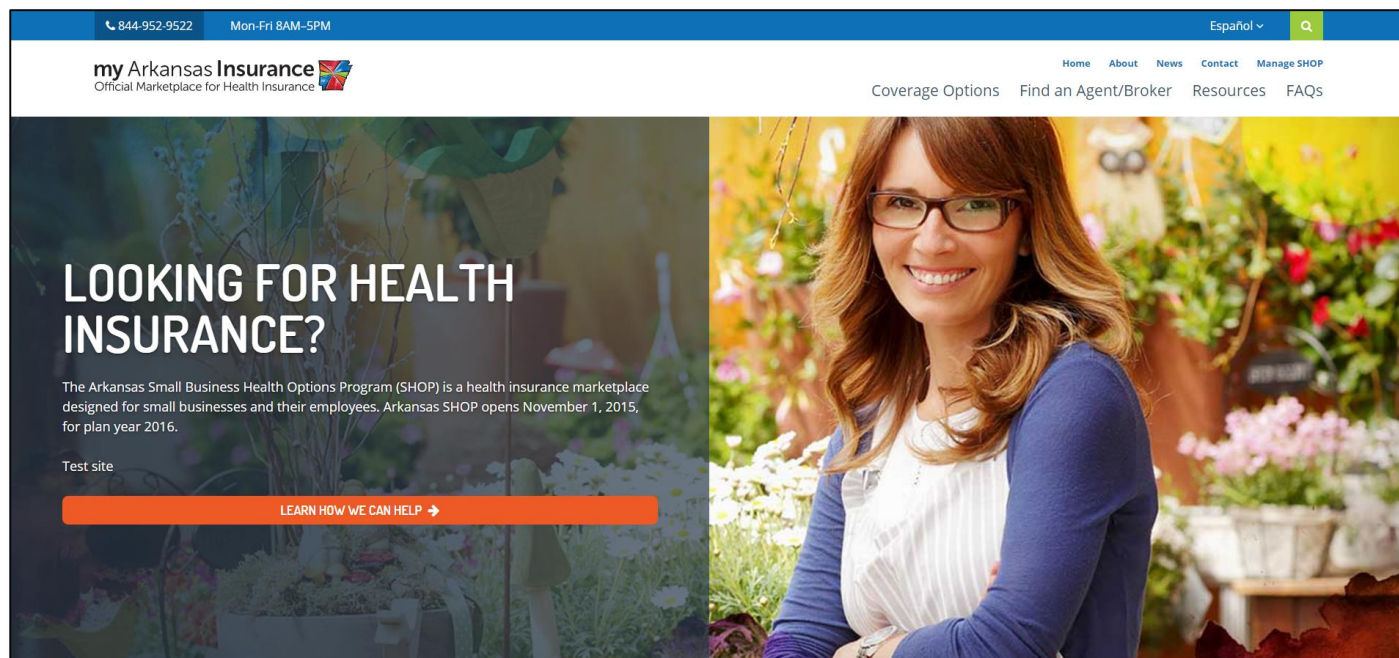 844-952-9522 Mon-Fri 8AM–5PM Español
my Arkansas Insurance
Official Marketplace for Health Insurance
Home About News Contact Manage SHOP
Coverage Options Find an Agent/Broker Resources FAQs
LOOKING FOR HEALTH
INSURANCE?
The Arkansas Small Business Health Options Program (SHOP) is a health insurance marketplace
designed for small businesses and their employees. Arkansas SHOP opens November 1, 2015,
for plan year 2016.
Test site
LEARN HOW WE CAN HELP